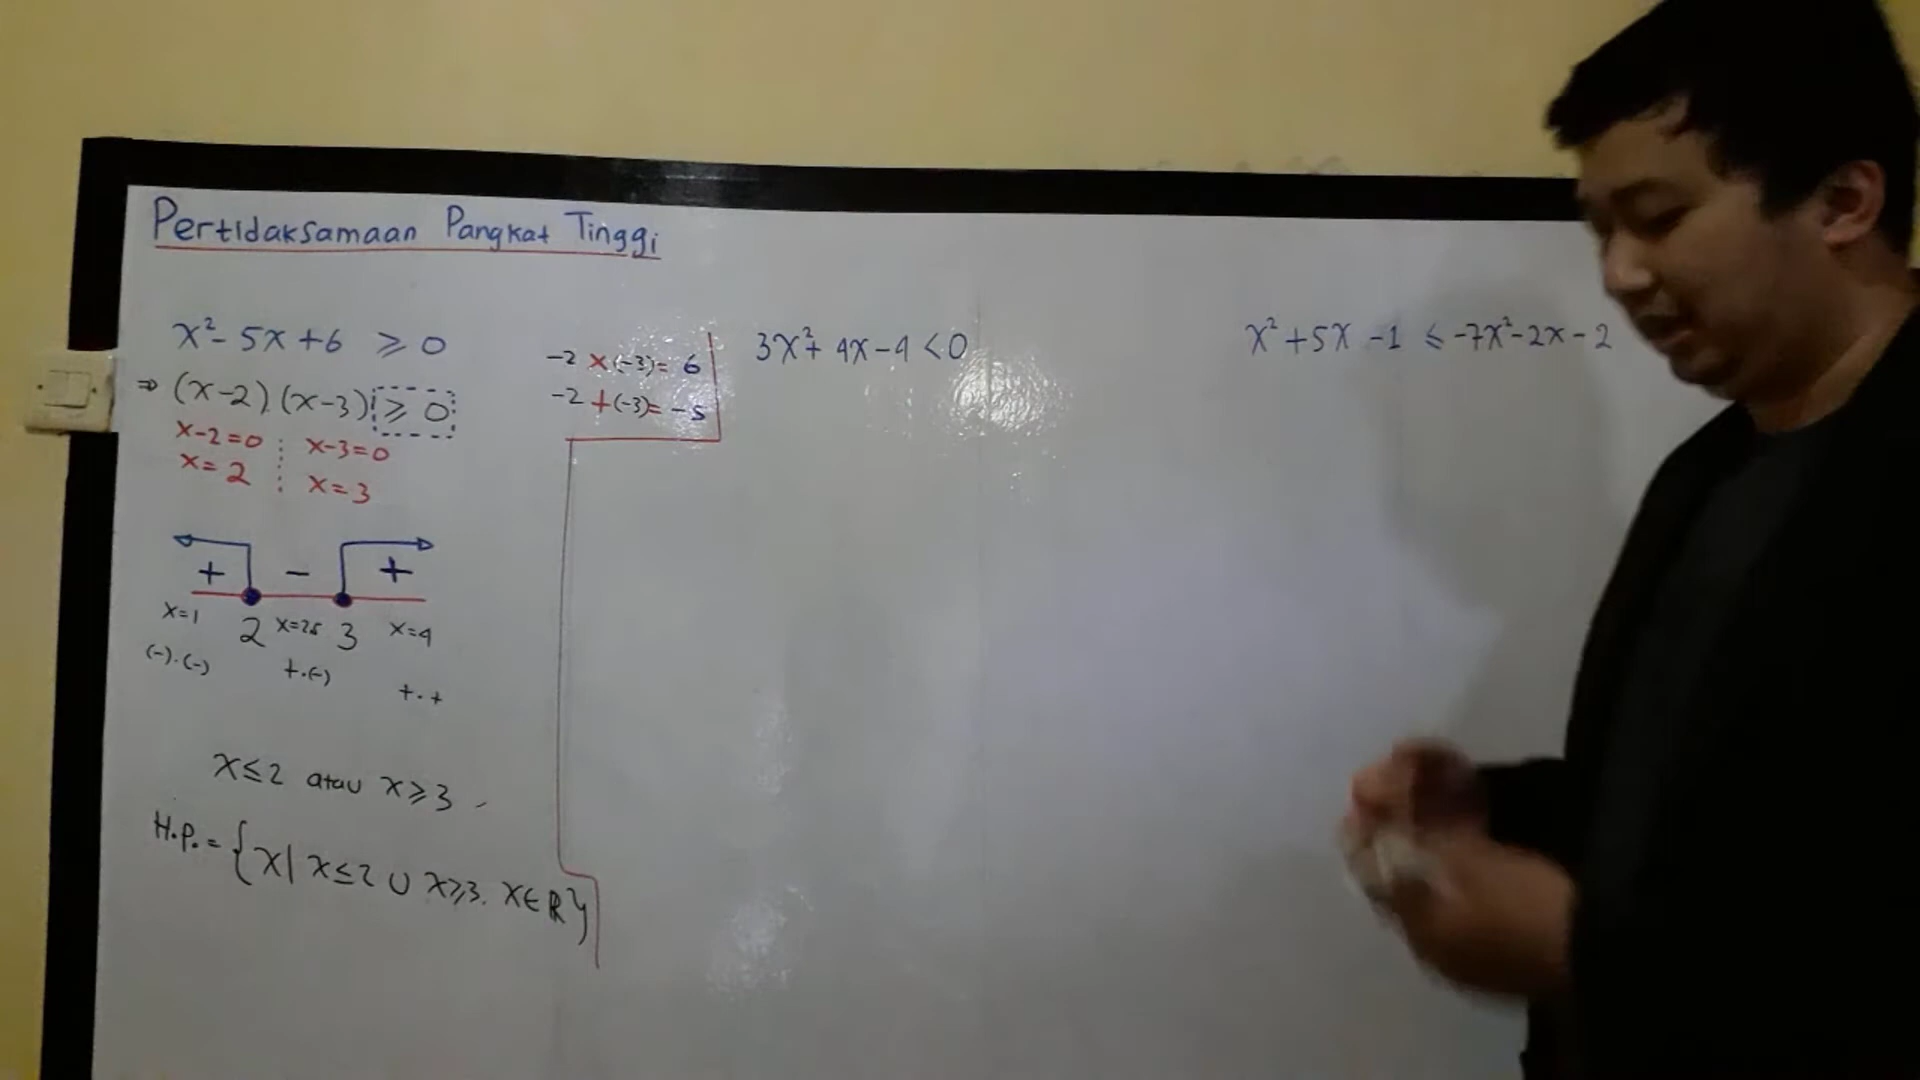 Pertidaksamaan Pangkat Tinggi
x² - 5x + 6 ≥ 0
⇒ (x-2).(x-3) ≥ 0
x-2=0 x-3=0
x=2 x=3
+ - +
x=1 2 x=2,5 3 x=4
(-).(-) +.(-) +.+
x≤2 atau x≥3
H.P. = {x| x≤2 ∪ x≥3, x∈R}
-2 x (-3) = 6
-2 + (-3) = -5
3x² + 4x - 4 < 0
x² + 5x - 1 ≤ -7x² - 2x - 2